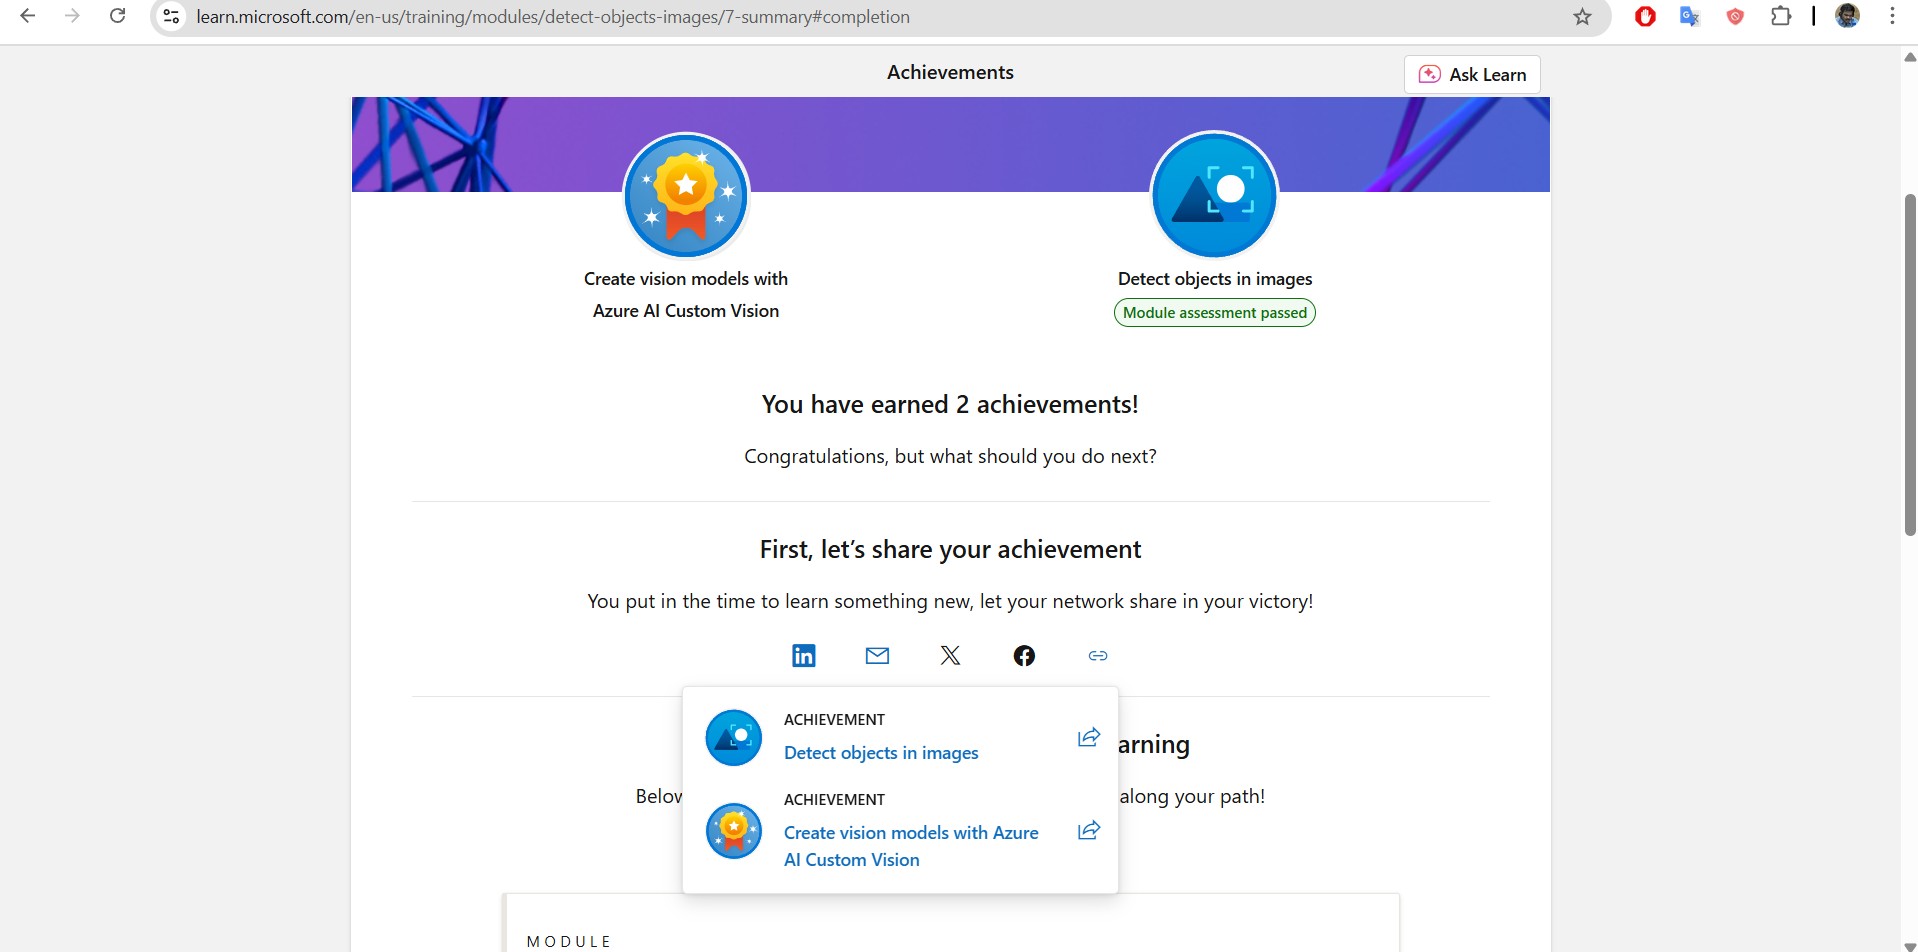 learn.microsoft.com/en-us/training/modules/detect-objects-images/7-summary#completion
Achievements
Ask Learn
Create vision models with
Azure AI Custom Vision
Detect objects in images
Module assessment passed
You have earned 2 achievements!
Congratulations, but what should you do next?
First, let’s share your achievement
You put in the time to learn something new, let your network share in your victory!
ACHIEVEMENT
Detect objects in images
arning
ACHIEVEMENT
Below
along your path!
Create vision models with Azure
AI Custom Vision
MODULE